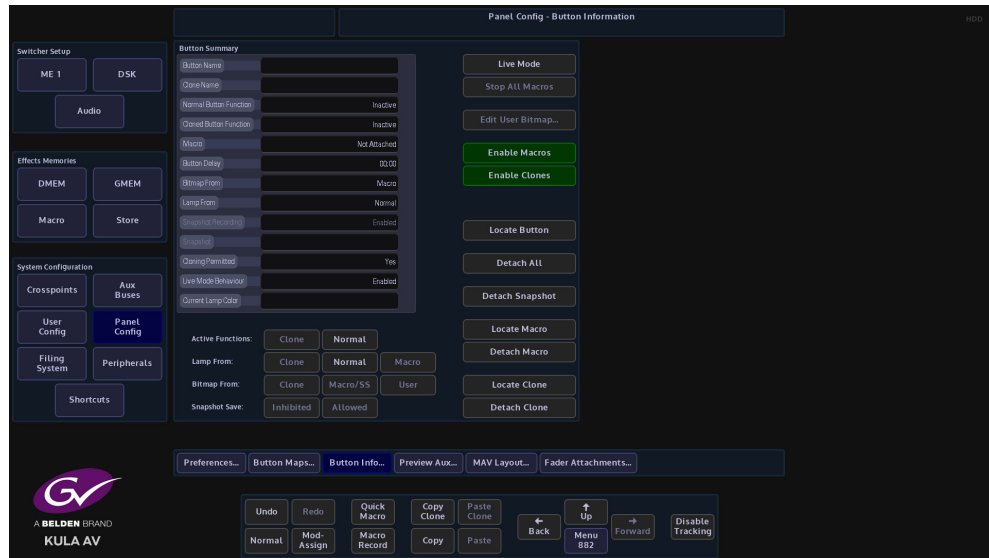 Panel Config - Button Information
HDD
Switcher Setup
ME 1
DSK
Audio
Effects Memories
DMEM
GMEM
Macro
Store
System Configuration
Crosspoints
Aux
Buses
User
Config
Panel
Config
Filing
System
Peripherals
Shortcuts
Button Summary
Button Name
Clone Name
Normal Button Function
Inactive
Cloned Button Function
Inactive
Macro
Not Attached
Button Delay
00:00
Bitmap From
Macro
Lamp From
Normal
Snapshot Recording
Enabled
Snapshot
Cloning Permitted
Yes
Live Mode Behaviour
Enabled
Current Lamp Color
Active Functions:
Clone
Normal
Lamp From:
Clone
Normal
Macro
Bitmap From:
Clone
Macro/SS
User
Snapshot Save:
Inhibited
Allowed
Live Mode
Stop All Macros
Edit User Bitmap...
Enable Macros
Enable Clones
Locate Button
Detach All
Detach Snapshot
Locate Macro
Detach Macro
Locate Clone
Detach Clone
Preferences...
Button Maps...
Button Info...
Preview Aux...
MAV Layout...
Fader Attachments...
GV
A BELDEN BRAND
KULA AV
Undo
Redo
Quick
Macro
Copy
Clone
Paste
Clone
Normal
Mod-
Assign
Macro
Record
Copy
Paste
← Back
↑ Up
Menu
882
→ Forward
Disable
Tracking